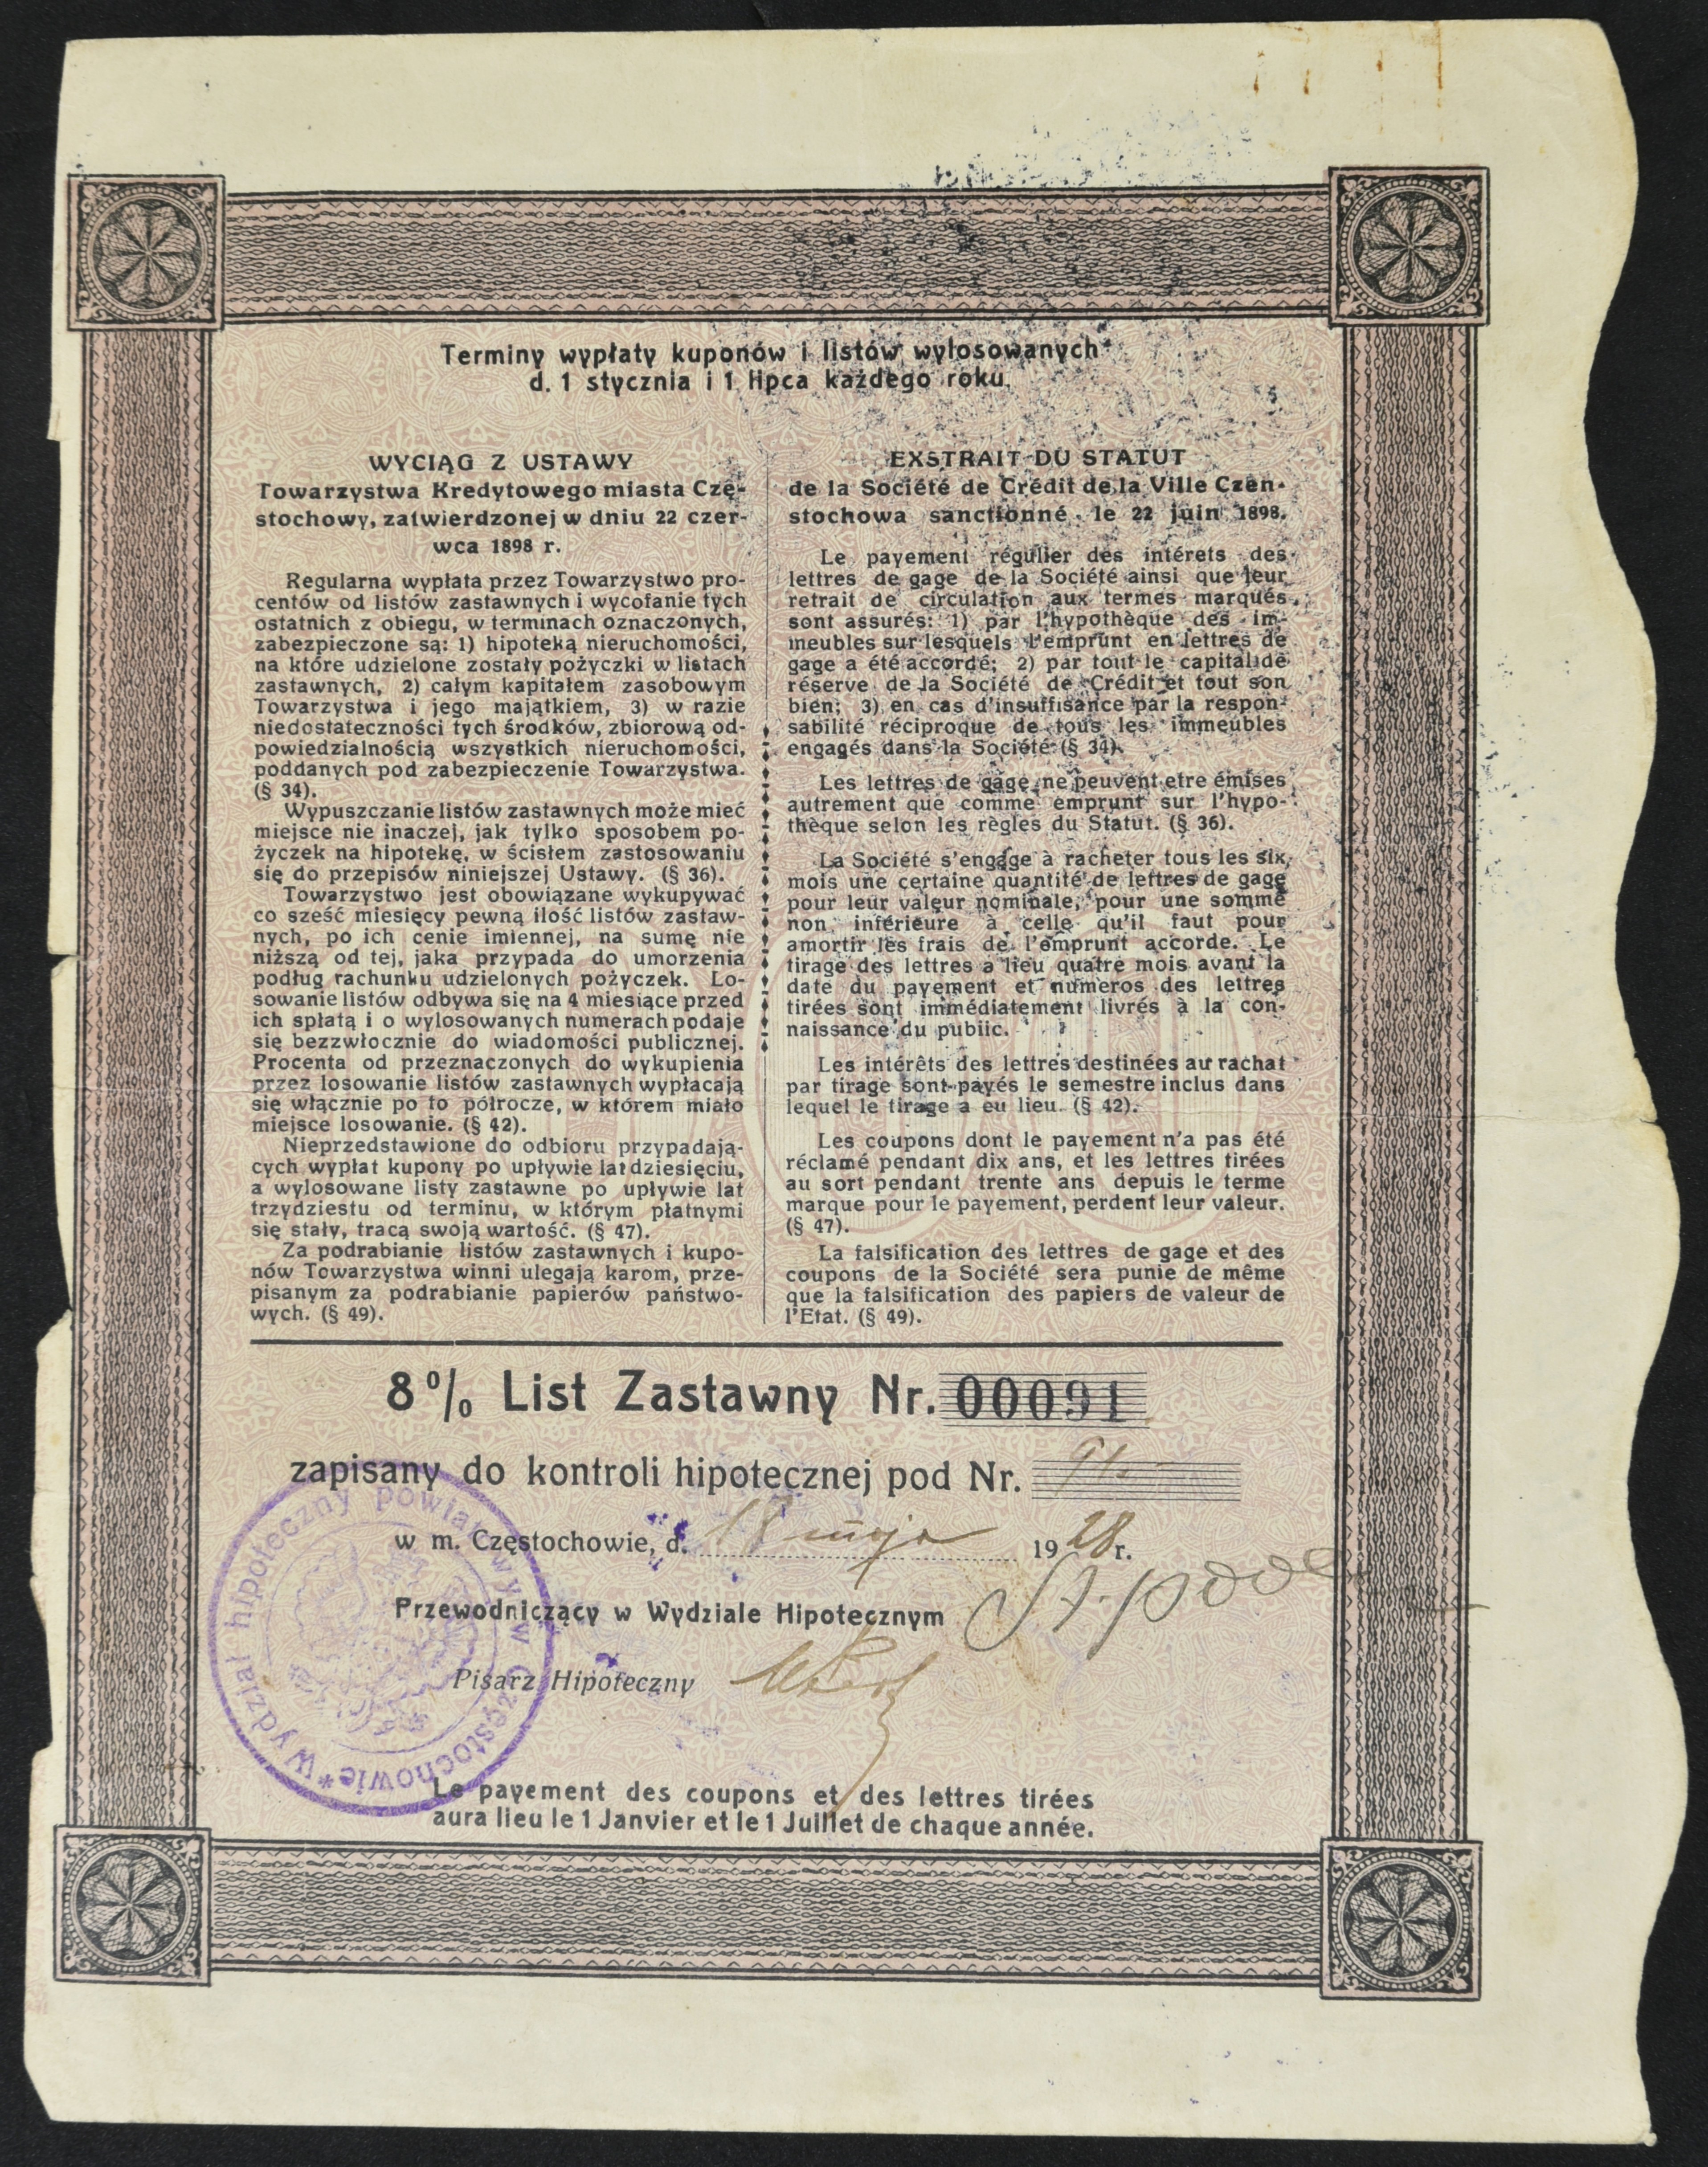 Terminy wypłaty kuponów i listów wylosowanych
d. 1 stycznia i 1 lipca każdego roku.
WYCIĄG Z USTAWY
Towarzystwa Kredytowego miasta Czę-
stochowy, zatwierdzonej w dniu 22 czer-
wca 1898 r.
Regularna wypłata przez Towarzystwo pro-
centów od listów zastawnych i wycofanie tych
ostatnich z obiegu, w terminach oznaczonych,
zabezpieczone są: 1) hipoteką nieruchomości,
na które udzielone zostały pożyczki w listach
zastawnych, 2) całym kapitałem zasobowym
Towarzystwa i jego majątkiem, 3) w razie
niedostateczności tych środków, zbiorową od-
powiedzialnością wszystkich nieruchomości,
poddanych pod zabezpieczenie Towarzystwa.
(§ 34).
Wypuszczanie listów zastawnych może mieć
miejsce nie inaczej, jak tylko sposobem po-
życzek na hipotekę, w ścisłem zastosowaniu
się do przepisów niniejszej Ustawy. (§ 36).
Towarzystwo jest obowiązane wykupywać
co sześć miesięcy pewną ilość listów zastaw-
nych, po ich cenie imiennej, na sumę nie
niższą od tej, jaka przypada do umorzenia
podług rachunku udzielonych pożyczek. Lo-
sowanie listów odbywa się na 4 miesiące przed
ich spłatą i o wylosowanych numerach podaje
się bezzwłocznie do wiadomości publicznej.
Procenta od przeznaczonych do wykupienia
przez losowanie listów zastawnych wypłacają
się włącznie po to półrocze, w którem miało
miejsce losowanie. (§ 42).
Nieprzedstawione do odbioru przypadają-
cych wypłat kupony po upływie lat dziesięciu,
a wylosowane listy zastawne po upływie lat
trzydziestu od terminu, w którym płatnymi
się stały, tracą swoją wartość. (§ 47).
Za podrabianie listów zastawnych i kupo-
nów Towarzystwa winni ulegają karom, prze-
pisanym za podrabianie papierów państwo-
wych. (§ 49).
EXSTRAIT DU STATUT
de la Société de Crédit de la Ville Czen-
stochowa sanctionné le 22 juin 1898.
Le payement régulier des intérets des
lettres de gage de la Société ainsi que leur
retrait de circulation aux termes marqués
sont assurés: 1) par l'hypothèque des im-
meubles sur lesquels l'emprunt en lettres de
gage a été accordé; 2) par tout le capital de
réserve de la Société de Crédit et tout son
bien; 3) en cas d'insuffisance par la respon-
sabilité réciproque de tous les immeubles
engagés dans la Société (§ 34).
Les lettres de gage ne peuvent etre émises
autrement que comme emprunt sur l'hypo-
thèque selon les règles du Statut. (§ 36).
La Société s'engage à racheter tous les six
mois une certaine quantité de lettres de gage
pour leur valeur nominale, pour une somme
non inférieure à celle qu'il faut pour
amortir les frais de l'emprunt accorde. Le
tirage des lettres a lieu quatre mois avant la
date du payement et numeros des lettres
tirées sont immédiatement livrés à la con-
naissance du pubiic.
Les intérêts des lettres destinées au rachat
par tirage sont payés le semestre inclus dans
lequel le tirage a eu lieu. (§ 42).
Les coupons dont le payement n'a pas été
réclamé pendant dix ans, et les lettres tirées
au sort pendant trente ans depuis le terme
marque pour le payement, perdent leur valeur.
(§ 47).
La falsification des lettres de gage et des
coupons de la Société sera punie de même
que la falsification des papiers de valeur de
l'Etat. (§ 49).
8% List Zastawny Nr. 00091
zapisany do kontroli hipotecznej pod Nr. 91
w m. Częstochowie, d. 18 maja 1928 r.
Przewodniczący w Wydziale Hipotecznym
Pisarz Hipoteczny
Wydział hipoteczny powiatowy w Częstochowie *
Le payement des coupons et des lettres tirées
aura lieu le 1 Janvier et le 1 Juillet de chaque année.